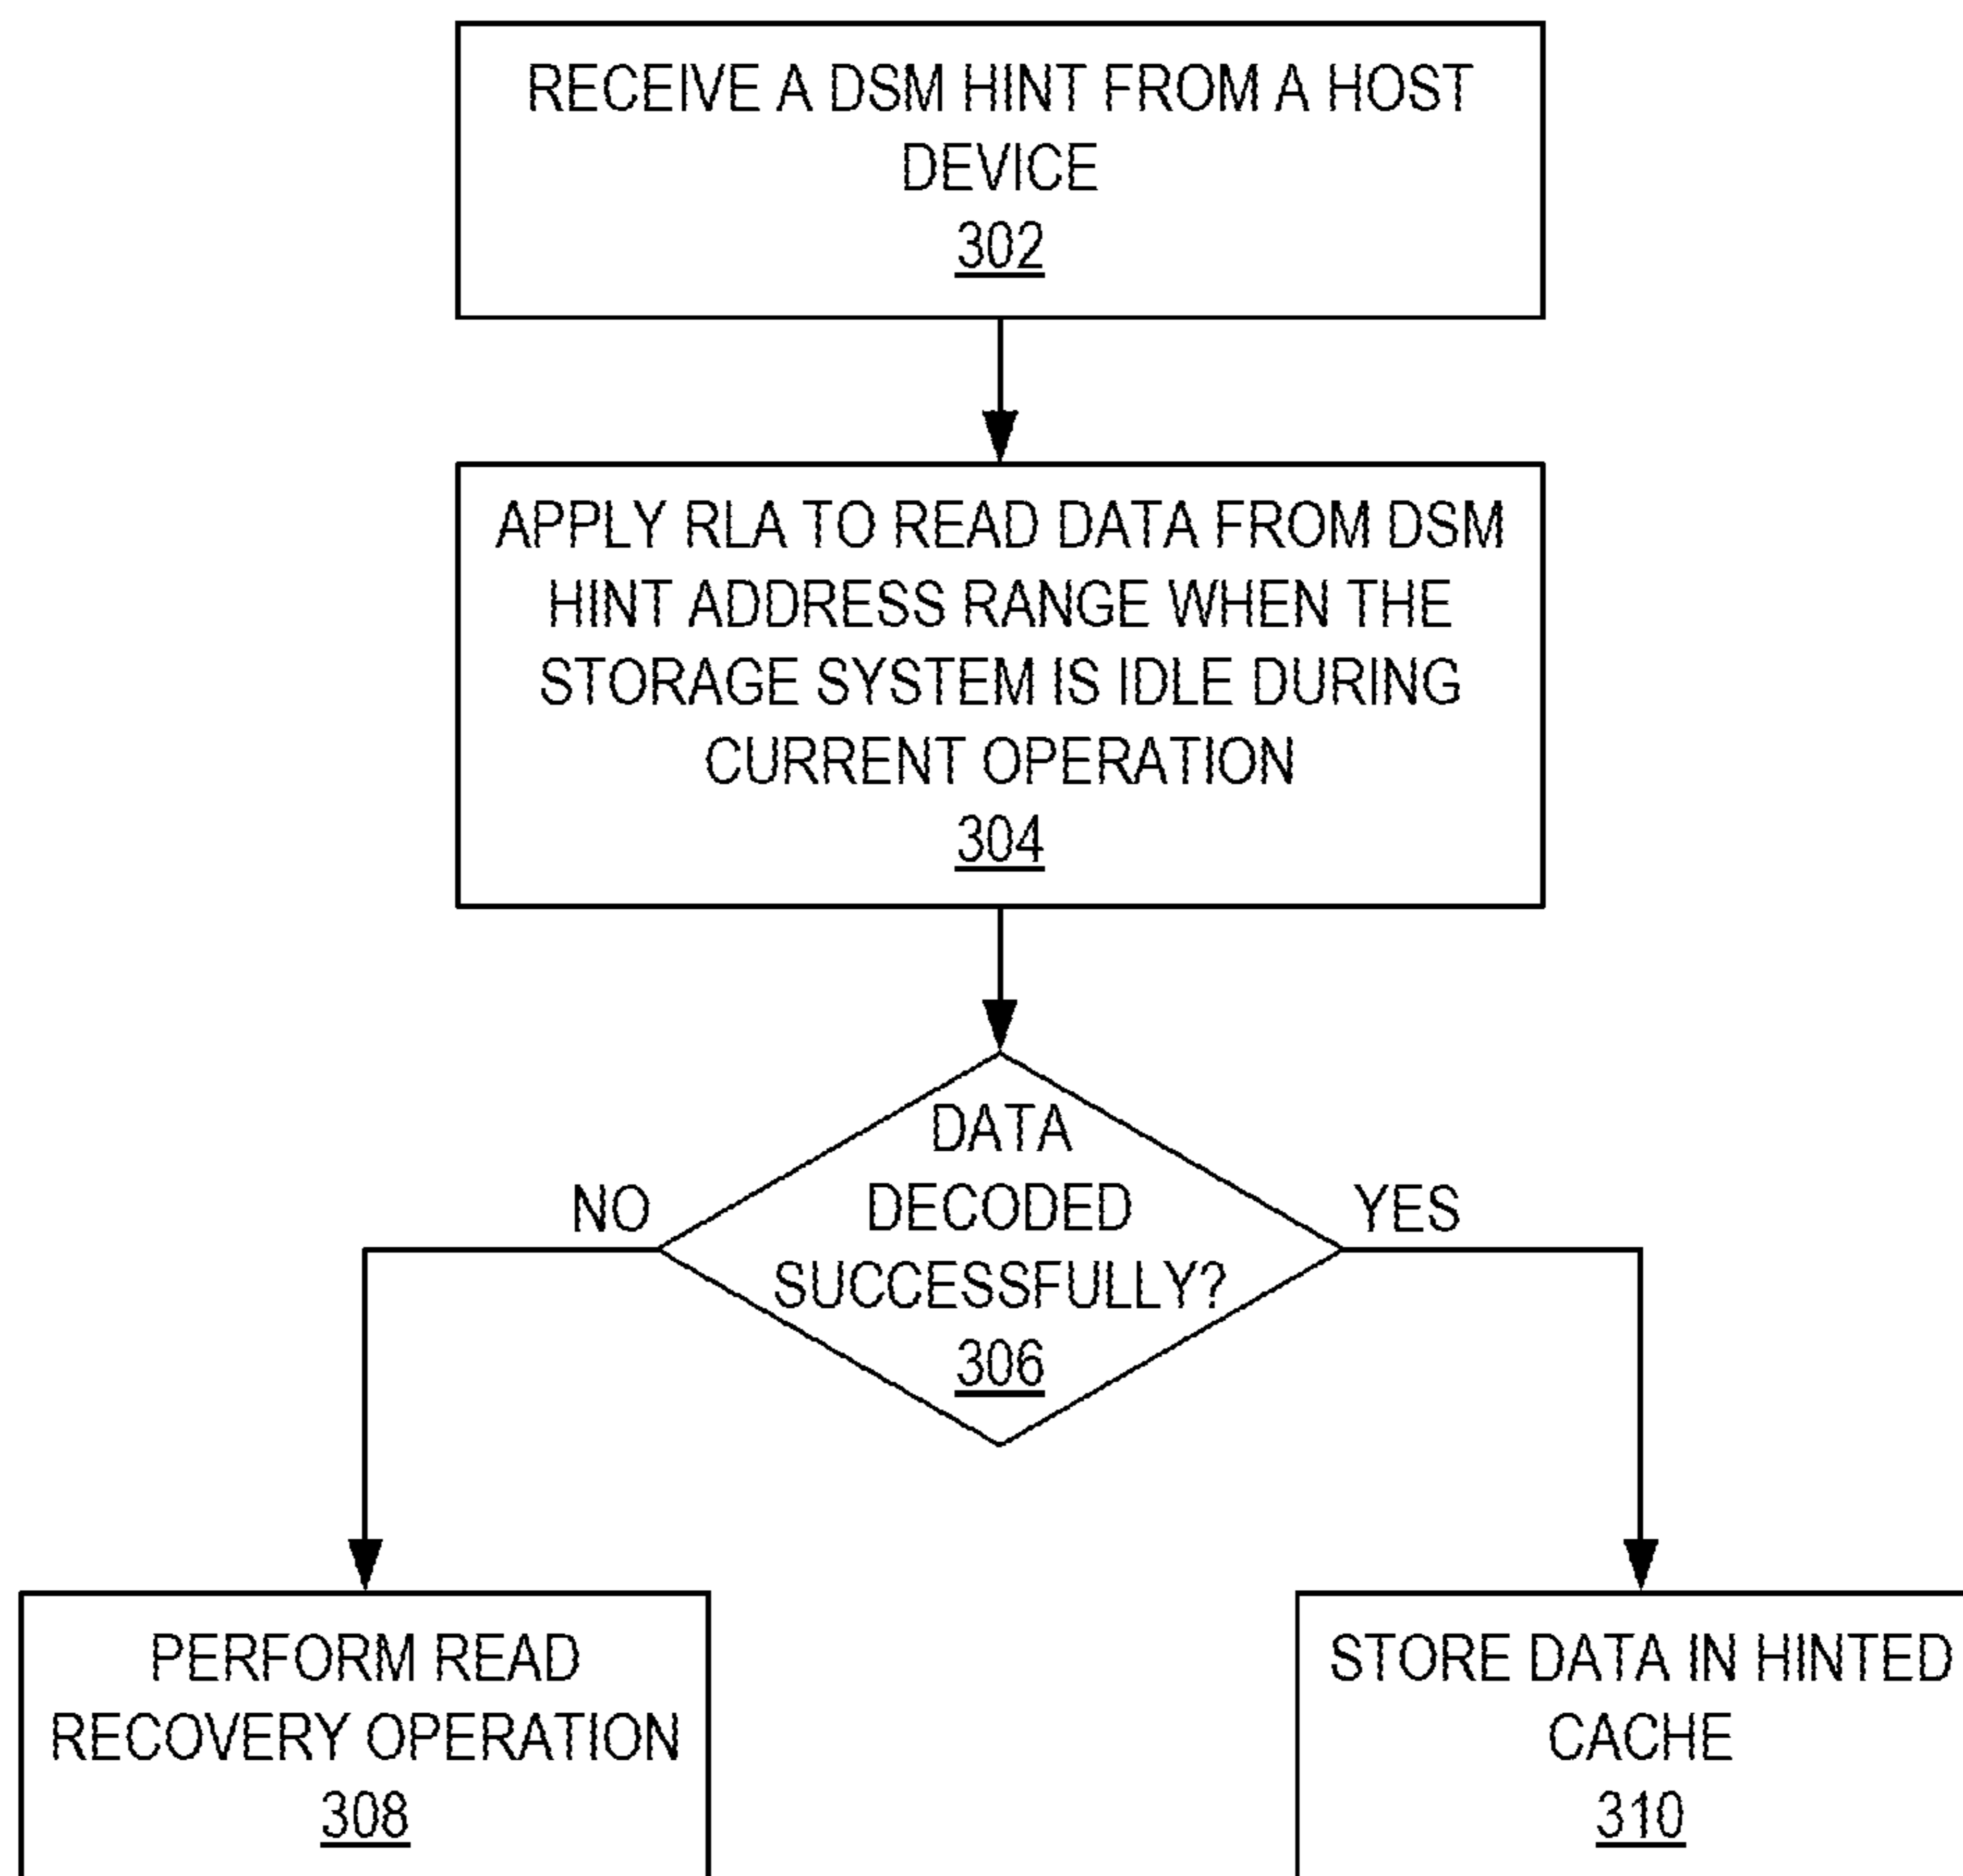 RECEIVE A DSM HINT FROM A HOST
DEVICE
302
APPLY RLA TO READ DATA FROM DSM
HINT ADDRESS RANGE WHEN THE
STORAGE SYSTEM IS IDLE DURING
CURRENT OPERATION
304
DATA
DECODED
SUCCESSFULLY?
306
NO
YES
PERFORM READ
RECOVERY OPERATION
308
STORE DATA IN HINTED
CACHE
310